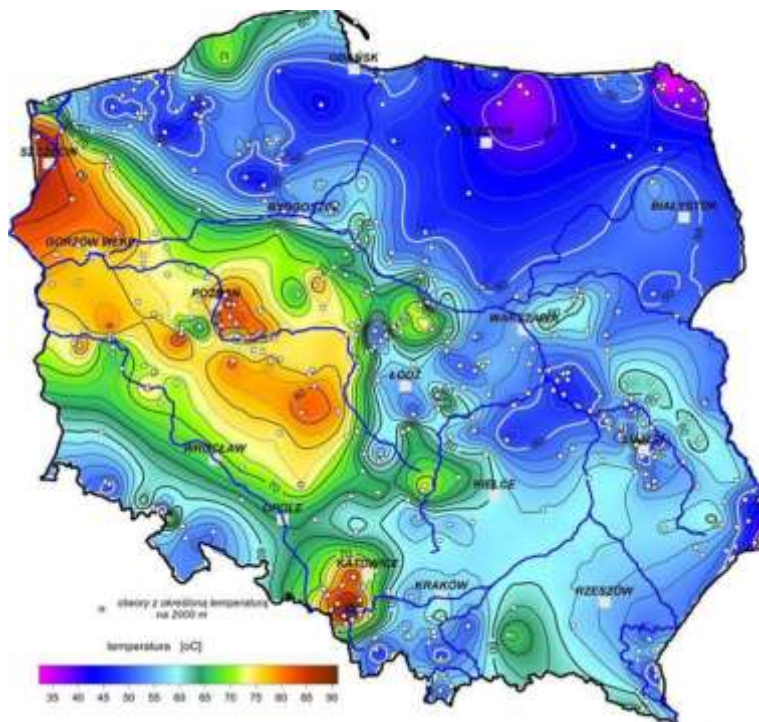 GDAŃSK
SZCZECIN
OLSZTYN
BIAŁYSTOK
BYDGOSZCZ
GORZÓW WLKP.
POZNAŃ
WARSZAWA
ŁÓDŹ
LUBLIN
WROCŁAW
KIELCE
OPOLE
KATOWICE
KRAKÓW
RZESZÓW
otwory z określoną temperaturą
na 2000 m
temperatura [oC]
35 40 45 50 55 60 65 70 75 80 85 90